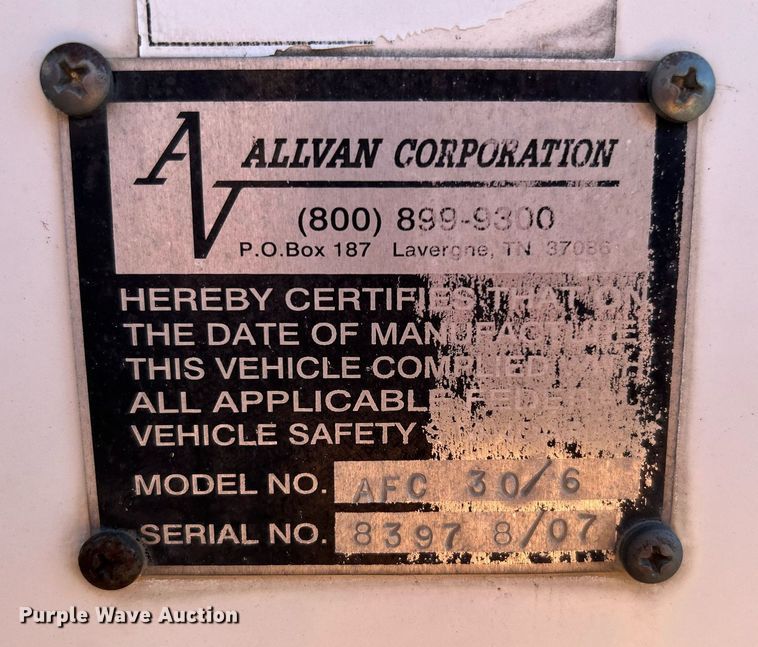 AV ALLVAN CORPORATION
(800) 899-9300
P.O.Box 187 Lavergne, TN 37086
HEREBY CERTIFIES THAT ON
THE DATE OF MANUFACTURE
THIS VEHICLE COMPLIED WITH
ALL APPLICABLE FEDERAL
VEHICLE SAFETY
MODEL NO. AFC 30/6
SERIAL NO. 8397 8/07
Purple Wave Auction